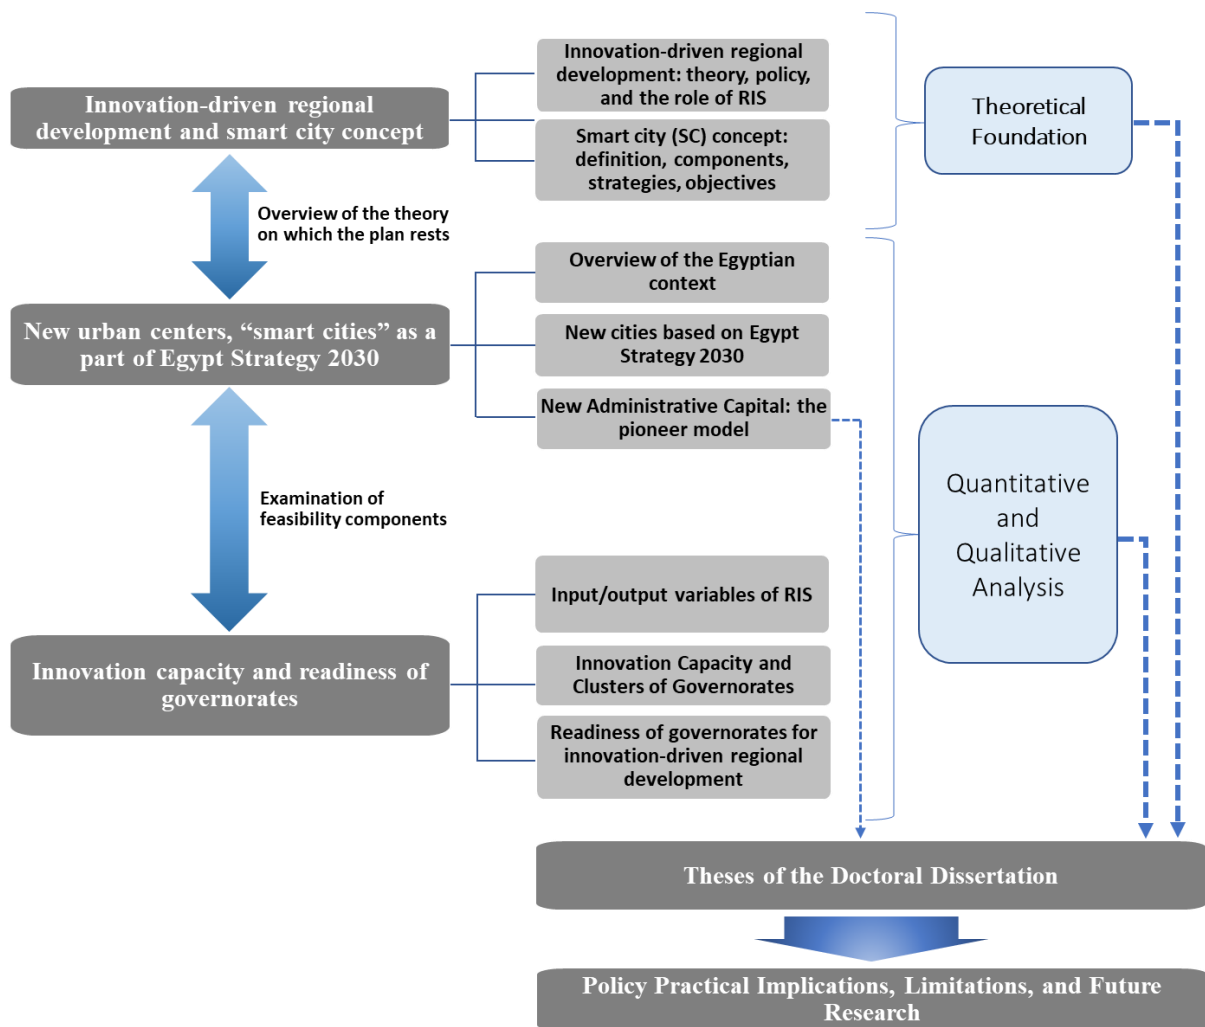 Innovation-driven regional
development and smart city concept
Innovation-driven regional
development: theory, policy,
and the role of RIS
Smart city (SC) concept:
definition, components,
strategies, objectives
Theoretical
Foundation
Overview of the theory
on which the plan rests
New urban centers, “smart cities” as a
part of Egypt Strategy 2030
Overview of the Egyptian
context
New cities based on Egypt
Strategy 2030
New Administrative Capital: the
pioneer model
Examination of
feasibility components
Quantitative
and
Qualitative
Analysis
Innovation capacity and readiness of
governorates
Input/output variables of RIS
Innovation Capacity and
Clusters of Governorates
Readiness of governorates for
innovation-driven regional
development
Theses of the Doctoral Dissertation
Policy Practical Implications, Limitations, and Future
Research